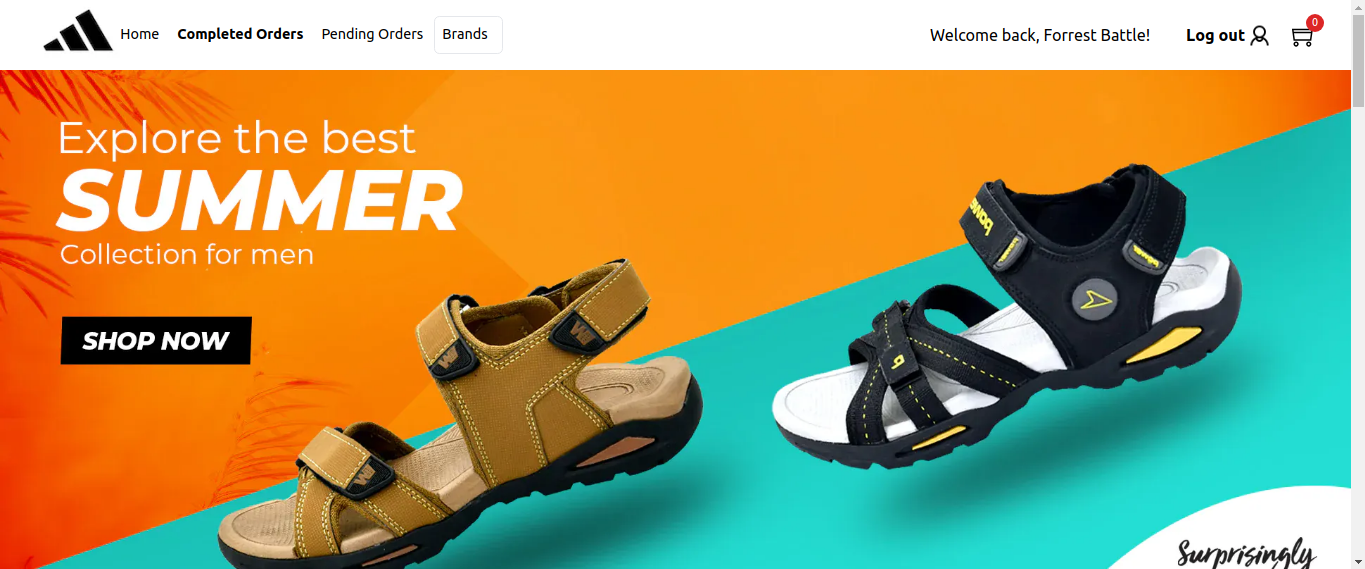 Home
Completed Orders
Pending Orders
Brands
Welcome back, Forrest Battle!
Log out
0
Explore the best
SUMMER
Collection for men
SHOP NOW
Surprisingly